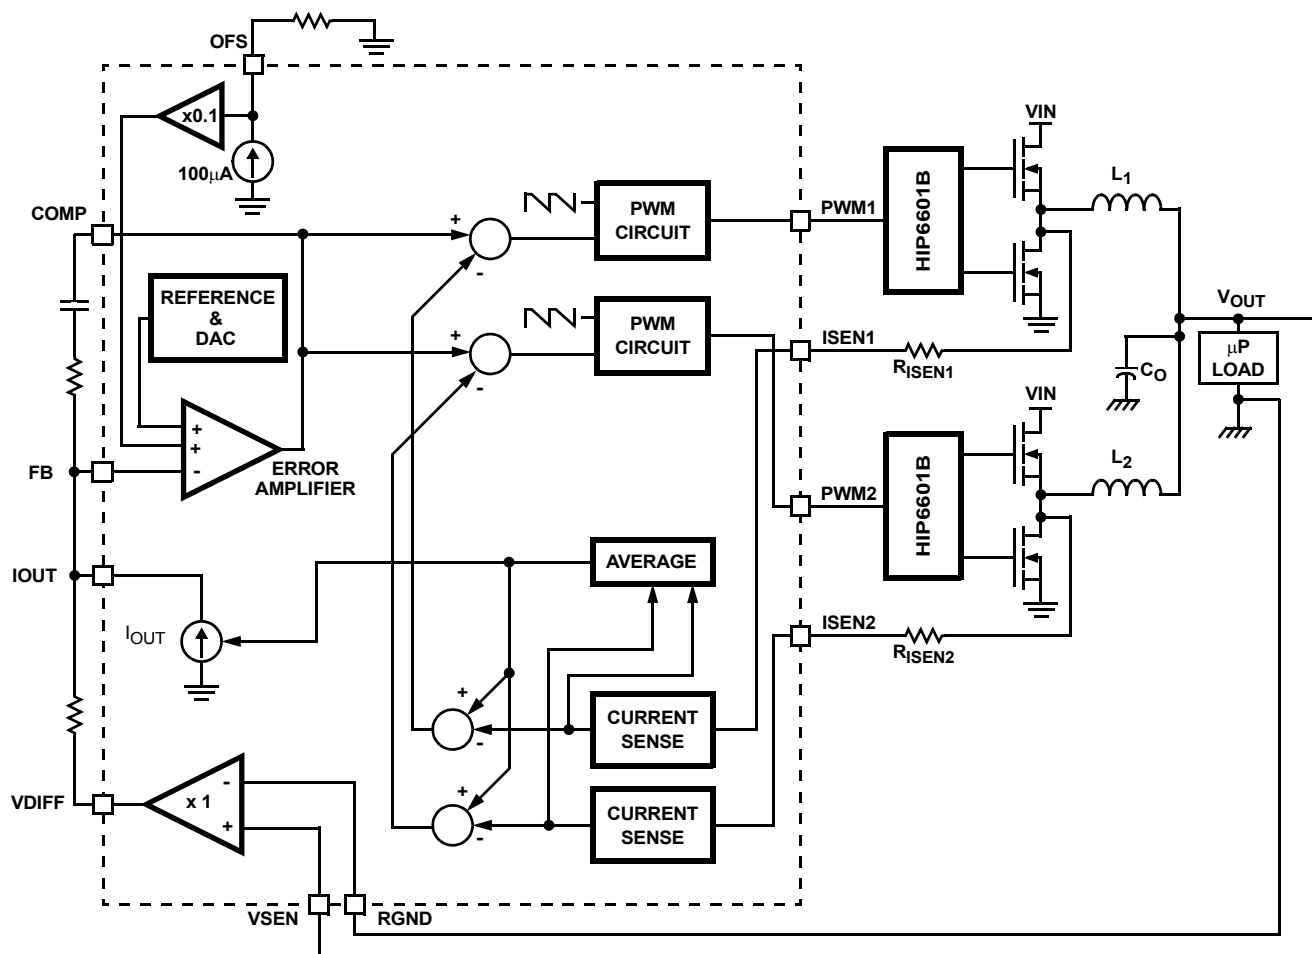 OFS
x0.1
100μA
VIN
COMP
+
-
PWM
CIRCUIT
PWM1
HIP6601B
L1
REFERENCE
&
DAC
+
-
PWM
CIRCUIT
ISEN1
RISEN1
VOUT
μP
LOAD
CO
VIN
+
+
-
ERROR
AMPLIFIER
FB
PWM2
HIP6601B
L2
IOUT
AVERAGE
IOUT
ISEN2
RISEN2
+
-
CURRENT
SENSE
VDIFF
x 1
-
+
+
-
CURRENT
SENSE
VSEN
RGND